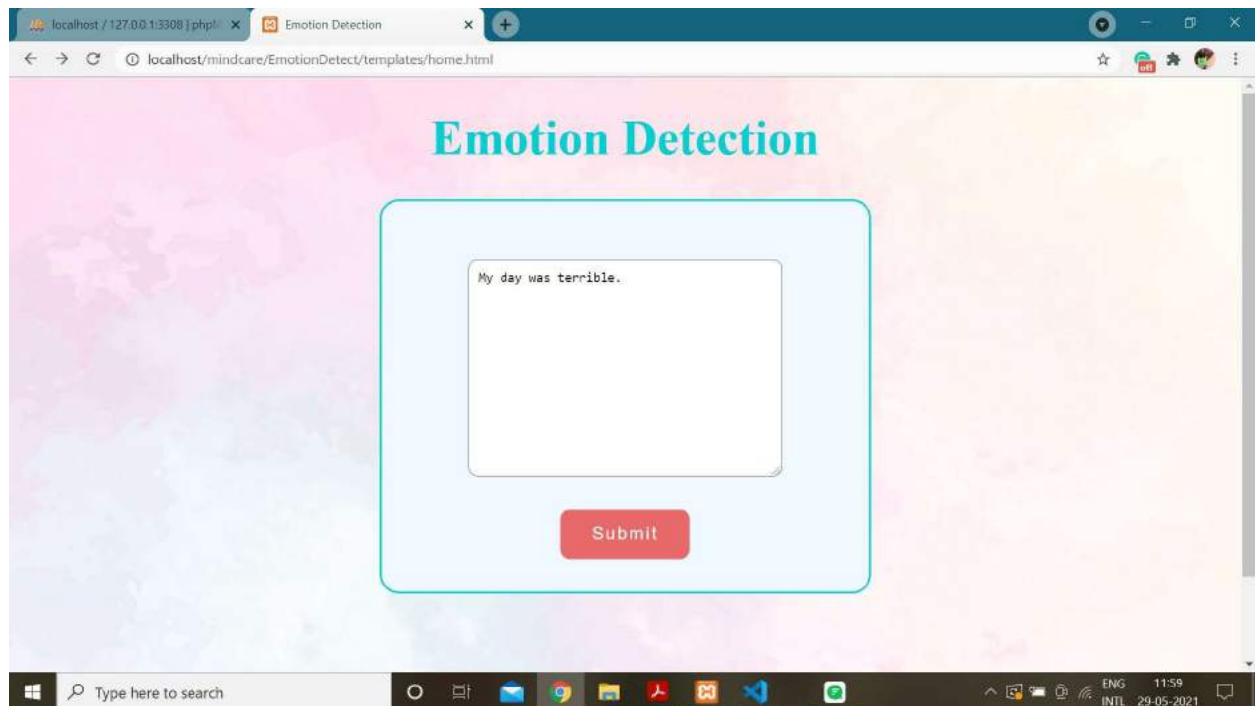 localhost / 127.0.0.1:3308 | php
Emotion Detection
localhost/mindcare/EmotionDetect/templates/home.html
off
Emotion Detection
My day was terrible.
Submit
Type here to search
ENG
INTL
11:59
29-05-2021